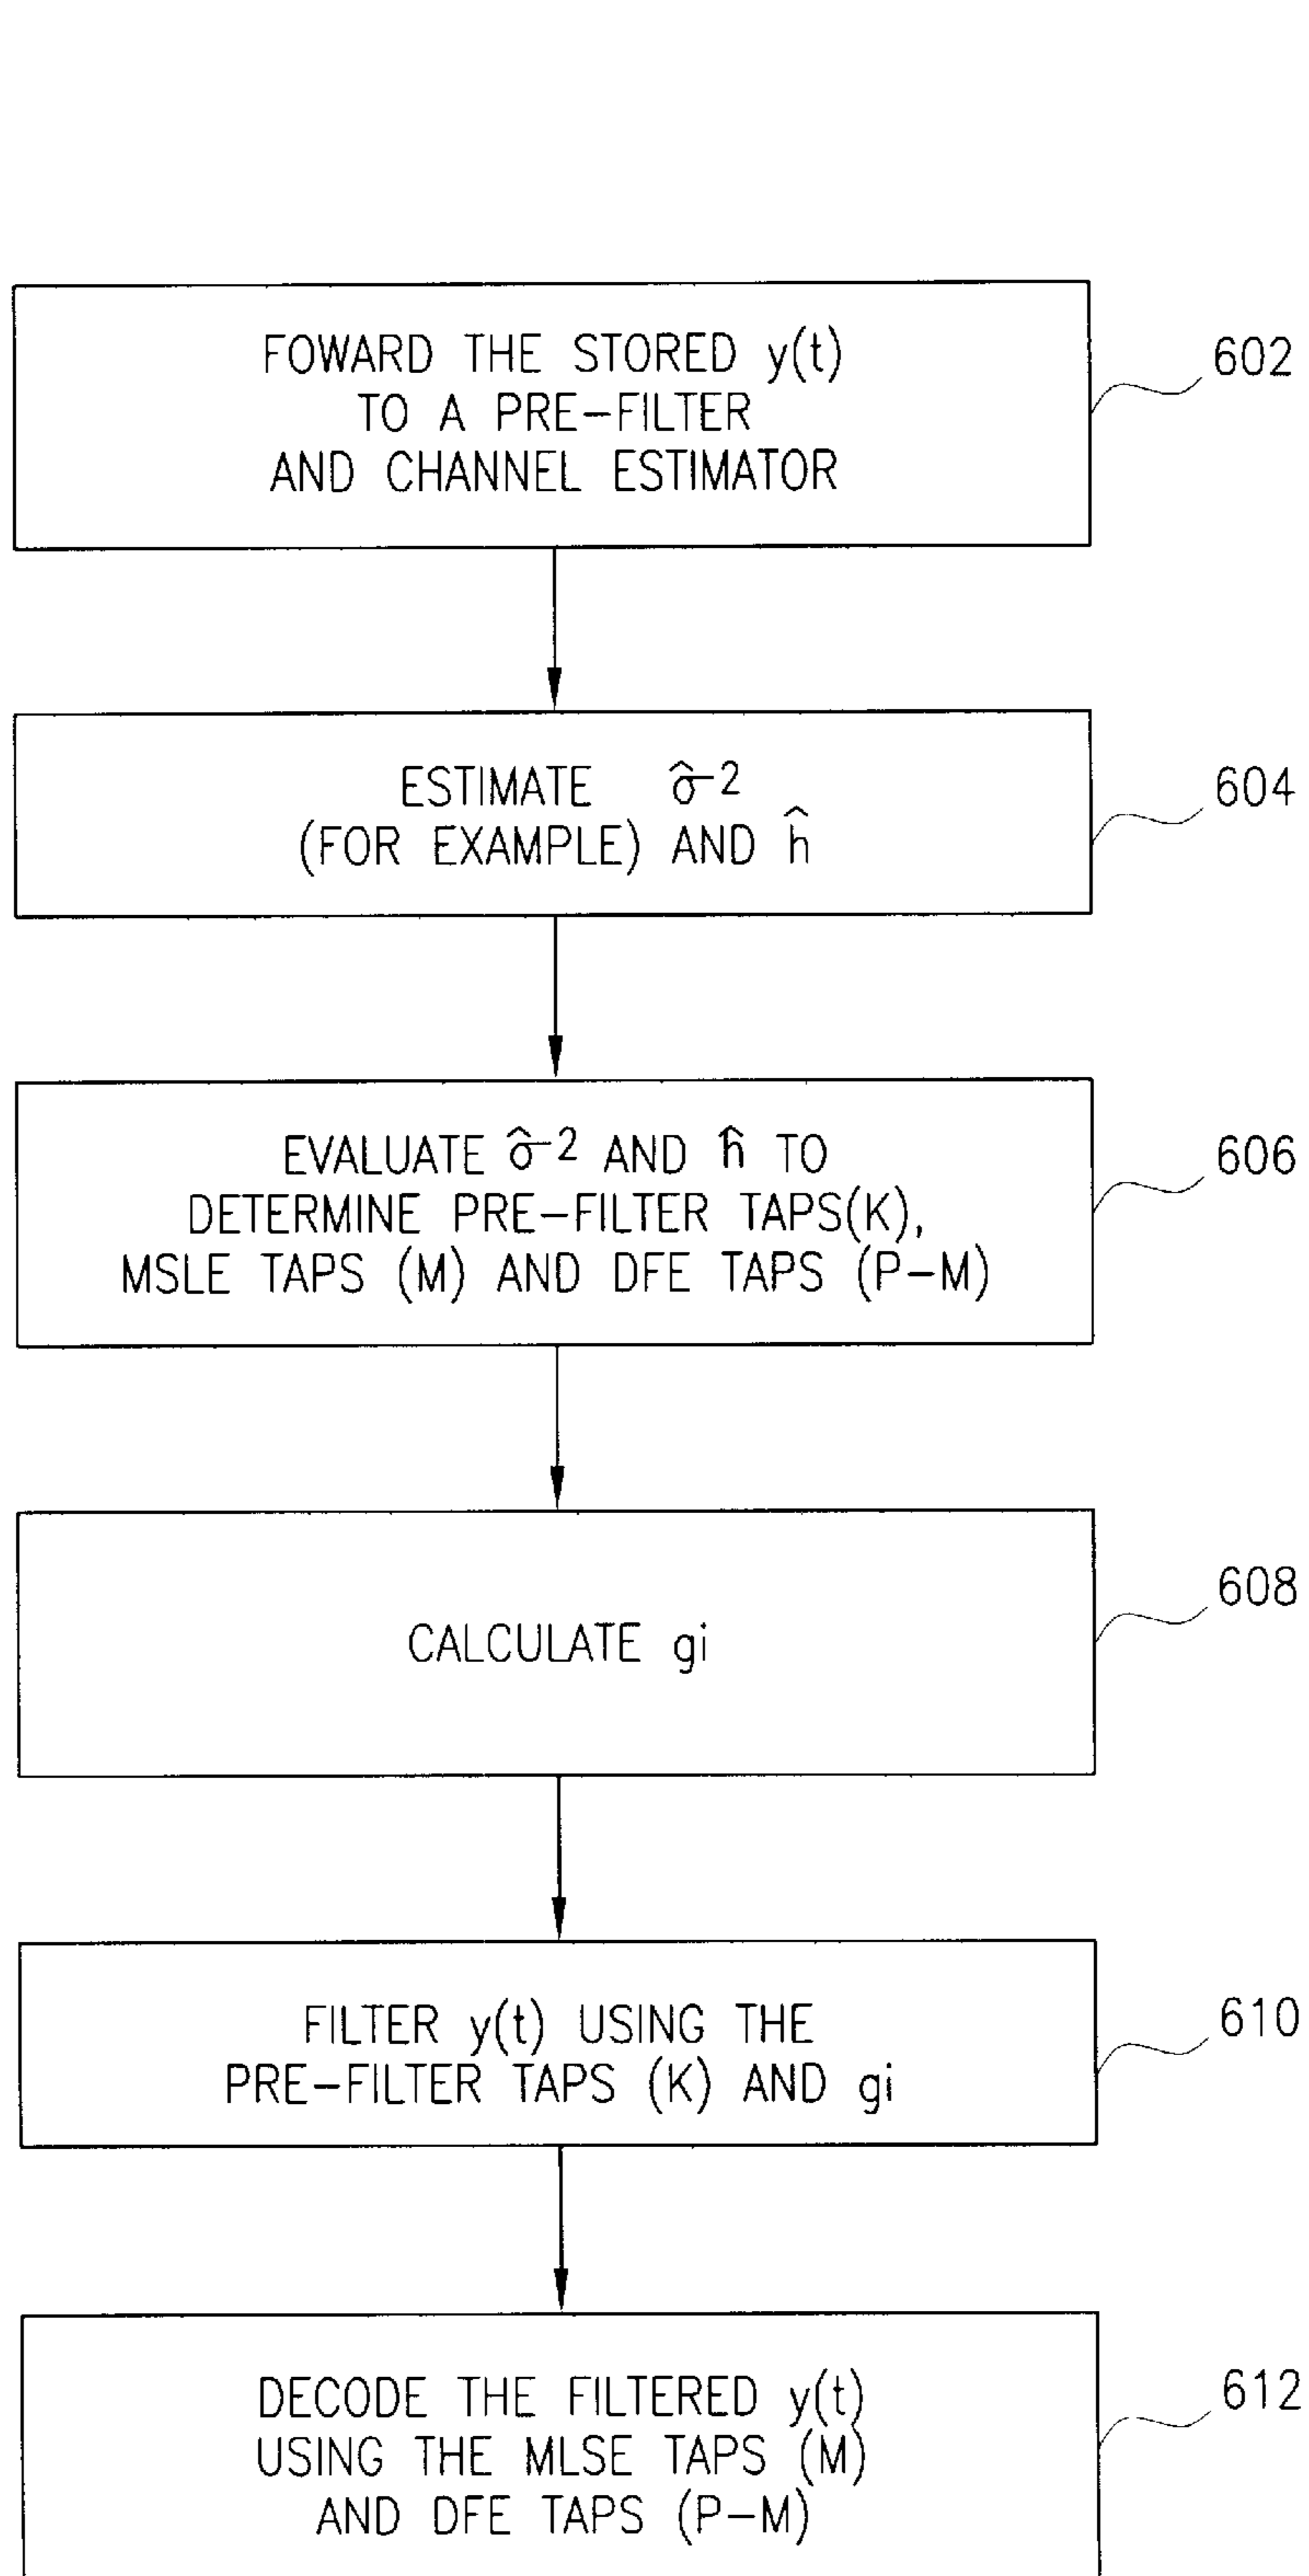 FOWARD THE STORED y(t)
TO A PRE-FILTER
AND CHANNEL ESTIMATOR
602
ESTIMATE σ̂2
(FOR EXAMPLE) AND ĥ
604
EVALUATE σ̂2 AND ĥ TO
DETERMINE PRE-FILTER TAPS(K),
MSLE TAPS (M) AND DFE TAPS (P-M)
606
CALCULATE gi
608
FILTER y(t) USING THE
PRE-FILTER TAPS (K) AND gi
610
DECODE THE FILTERED y(t)
USING THE MLSE TAPS (M)
AND DFE TAPS (P-M)
612